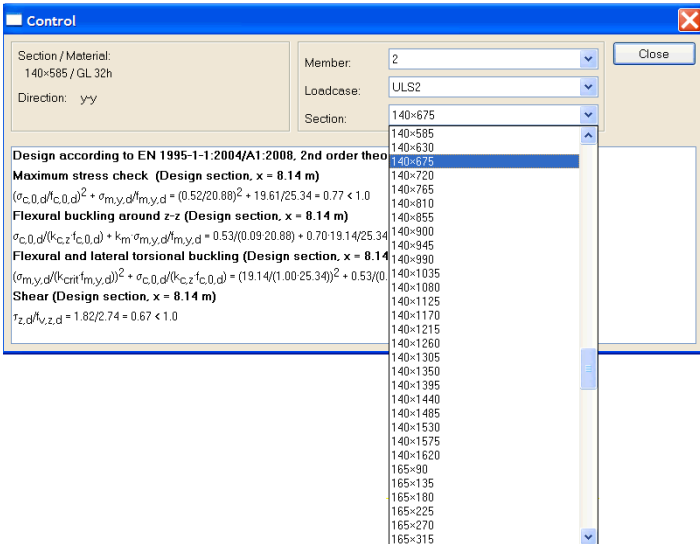 Control
Section / Material:
140×585 / GL 32h
Direction: y-y
Member: 2
Loadcase: ULS2
Section: 140×675
Close
Design according to EN 1995-1-1:2004/A1:2008, 2nd order theo
Maximum stress check (Design section, x = 8.14 m)
(σc,0,d/fc,0,d)2 + σm,y,d/fm,y,d = (0.52/20.88)2 + 19.61/25.34 = 0.77 < 1.0
Flexural buckling around z-z (Design section, x = 8.14 m)
σc,0,d/(kc,z·fc,0,d) + km·σm,y,d/fm,y,d = 0.53/(0.09·20.88) + 0.70·19.14/25.34
Flexural and lateral torsional buckling (Design section, x = 8.14
(σm,y,d/(kcrit·fm,y,d))2 + σc,0,d/(kc,z·fc,0,d) = (19.14/(1.00·25.34))2 + 0.53/(0.
Shear (Design section, x = 8.14 m)
τz,d/fv,z,d = 1.82/2.74 = 0.67 < 1.0
140×585
140×630
140×675
140×720
140×765
140×810
140×855
140×900
140×945
140×990
140×1035
140×1080
140×1125
140×1170
140×1215
140×1260
140×1305
140×1350
140×1395
140×1440
140×1485
140×1530
140×1575
140×1620
165×90
165×135
165×180
165×225
165×270
165×315